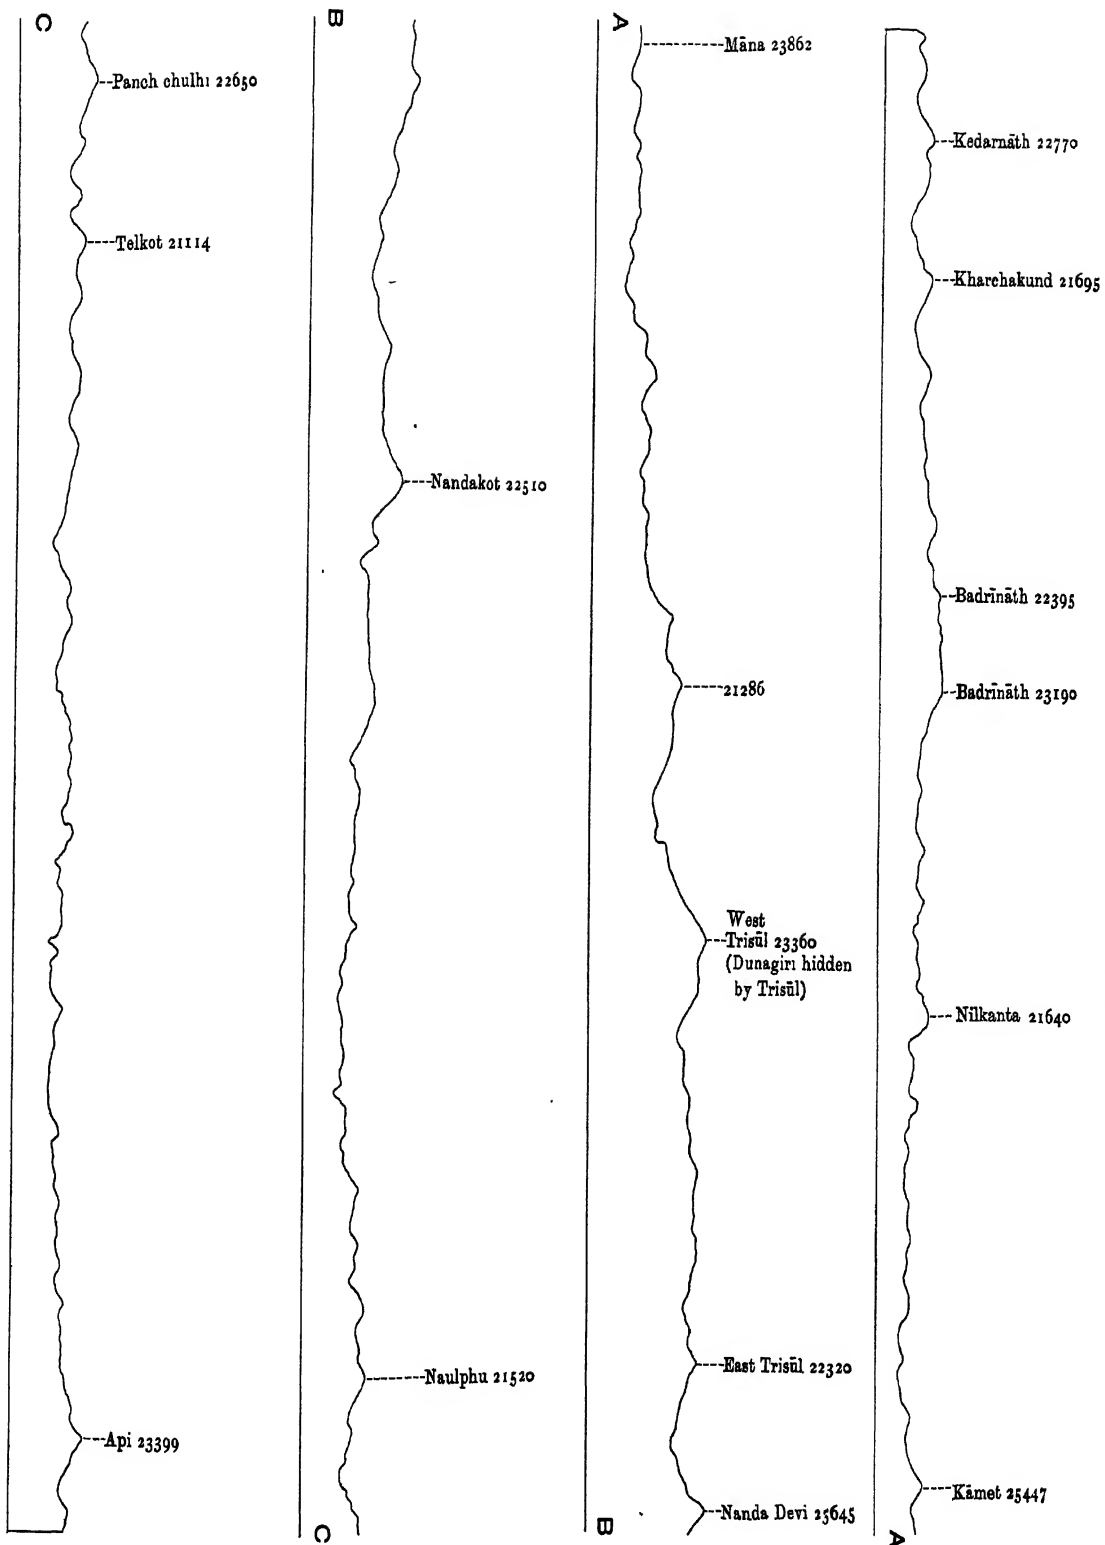 C
Panch chulhi 22650
Telkot 21114
Api 23399
B
Nandakot 22510
Naulphu 21520
C
A
Māna 23862
21286
West
Trisūl 23360
(Dunagiri hidden
by Trisūl)
East Trisūl 22320
Nanda Devi 25645
B
Kedarnāth 22770
Kharchakund 21695
Badrīnāth 22395
Badrīnāth 23190
Nīlkanta 21640
Kāmet 25447
A